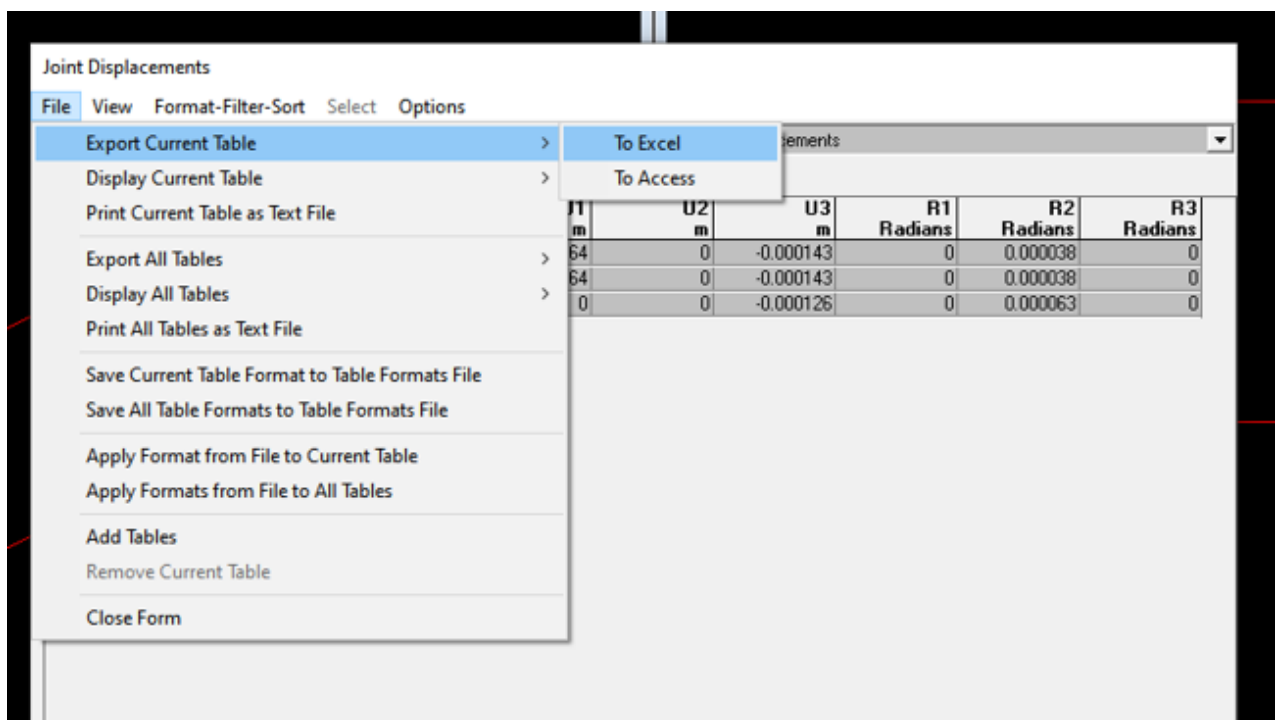 Joint Displacements
File View Format-Filter-Sort Select Options
Export Current Table
To Excel
To Access
Display Current Table
Print Current Table as Text File
Export All Tables
Display All Tables
Print All Tables as Text File
Save Current Table Format to Table Formats File
Save All Table Formats to Table Formats File
Apply Format from File to Current Table
Apply Formats from File to All Tables
Add Tables
Remove Current Table
Close Form
U2 U3 R1 R2 R3
m m m Radians Radians Radians
64 0 -0.000143 0 0.000038 0
64 0 -0.000143 0 0.000038 0
0 0 -0.000126 0 0.000063 0